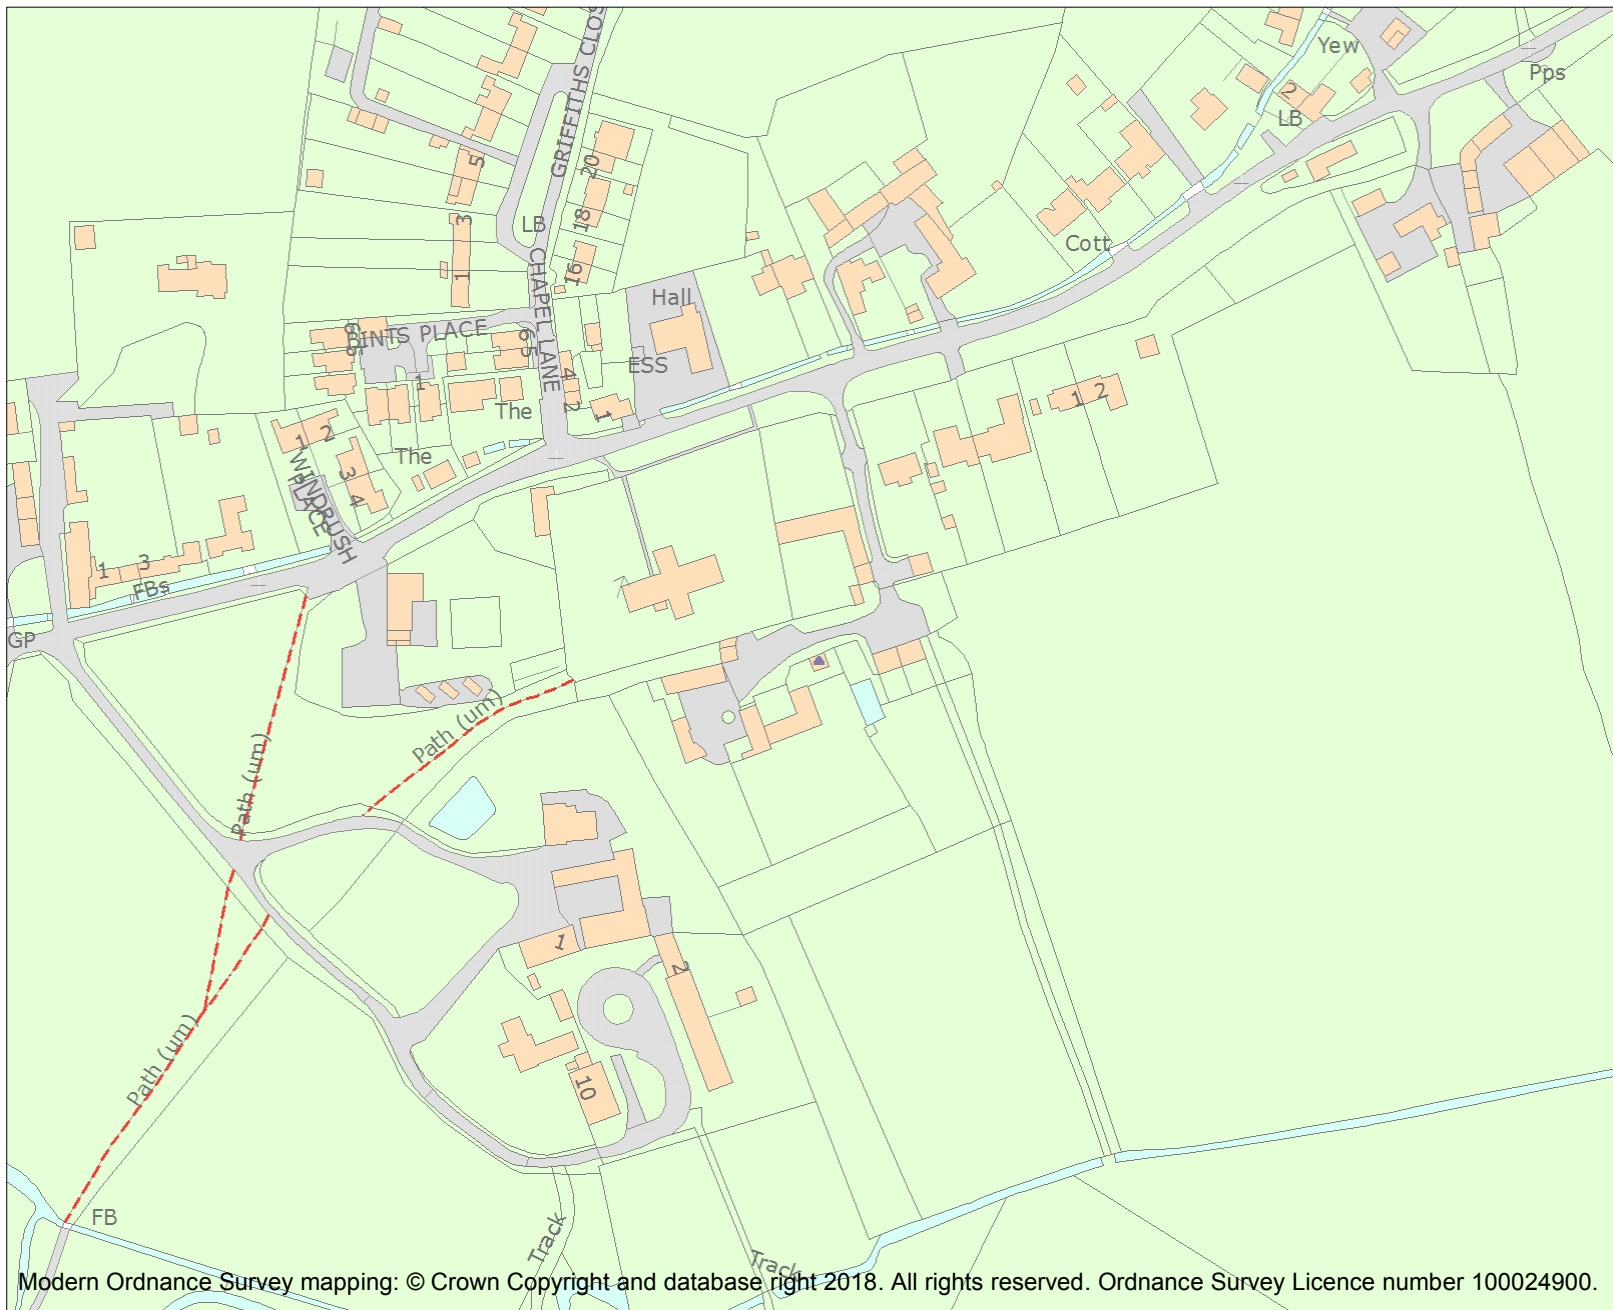 GRIFFITHS CLOS
Yew
Pps
2
LB
5
20
3
18
LB
Cott
1
16
CHAPEL LANE
Hall
BINTS PLACE
6
5
ESS
1
4
2
1
The
1
2
1
2
The
3
4
WINDRUSH
PLACE
1
3
FBs
GP
Path (um)
Path (um)
1
2
10
Path (um)
FB
Track
Track
Modern Ordnance Survey mapping: © Crown Copyright and database right 2018. All rights reserved. Ordnance Survey Licence number 100024900.